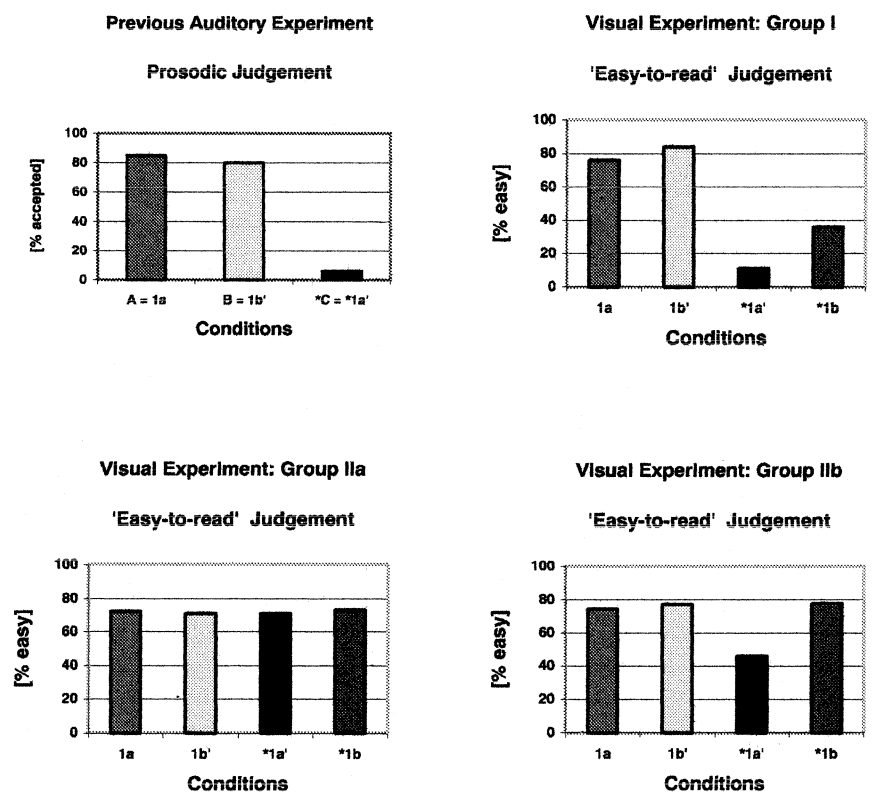 Previous Auditory Experiment
Prosodic Judgement
[% accepted]
100
80
60
40
20
0
A = 1a B = 1b' *C = *1a'
Conditions
Visual Experiment: Group I
'Easy-to-read' Judgement
[% easy]
100
80
60
40
20
0
1a 1b' *1a' *1b
Conditions
Visual Experiment: Group IIa
'Easy-to-read' Judgement
[% easy]
100
80
60
40
20
0
1a 1b' *1a' *1b
Conditions
Visual Experiment: Group IIb
'Easy-to-read' Judgement
[% easy]
100
80
60
40
20
0
1a 1b' *1a' *1b
Conditions